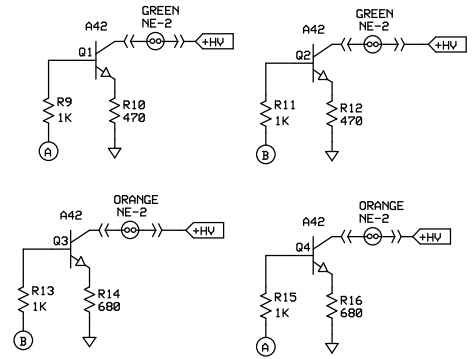 GREEN
NE-2
A42
Q1
+HV
R9
1K
R10
470
A
GREEN
NE-2
A42
Q2
+HV
R11
1K
R12
470
B
ORANGE
NE-2
A42
Q3
+HV
R13
1K
R14
680
B
ORANGE
NE-2
A42
Q4
+HV
R15
1K
R16
680
A